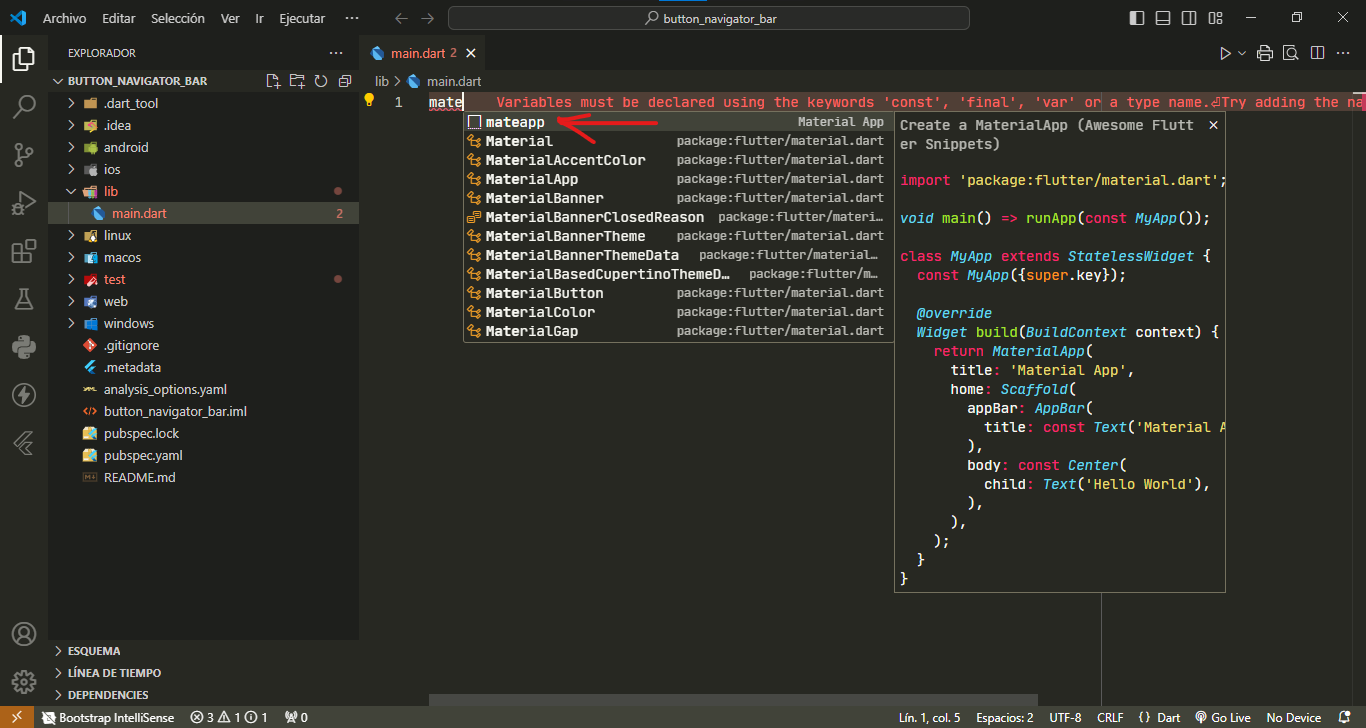 Archivo Editar Selección Ver Ir Ejecutar ··· button_navigator_bar
EXPLORADOR ···
BUTTON_NAVIGATOR_BAR
.dart_tool
.idea
android
ios
lib
main.dart 2
linux
macos
test
web
windows
.gitignore
.metadata
analysis_options.yaml
button_navigator_bar.iml
pubspec.lock
pubspec.yaml
README.md
ESQUEMA
LÍNEA DE TIEMPO
DEPENDENCIES
main.dart 2
lib > main.dart
1 mate Variables must be declared using the keywords 'const', 'final', 'var' or a type name.⏎Try adding the na
mateapp Material App
Material package:flutter/material.dart
MaterialAccentColor package:flutter/material.dart
MaterialApp package:flutter/material.dart
MaterialBanner package:flutter/material.dart
MaterialBannerClosedReason package:flutter/materi…
MaterialBannerTheme package:flutter/material.dart
MaterialBannerThemeData package:flutter/material…
MaterialBasedCupertinoThemeD… package:flutter/m…
MaterialButton package:flutter/material.dart
MaterialColor package:flutter/material.dart
MaterialGap package:flutter/material.dart
Create a MaterialApp (Awesome Flutt
er Snippets)
import 'package:flutter/material.dart';
void main() => runApp(const MyApp());
class MyApp extends StatelessWidget {
const MyApp({super.key});
@override
Widget build(BuildContext context) {
return MaterialApp(
title: 'Material App',
home: Scaffold(
appBar: AppBar(
title: const Text('Material A
),
body: const Center(
child: Text('Hello World'),
),
),
);
}
}
Bootstrap IntelliSense 3 1 1 0 Lín. 1, col. 5 Espacios: 2 UTF-8 CRLF {} Dart Go Live No Device